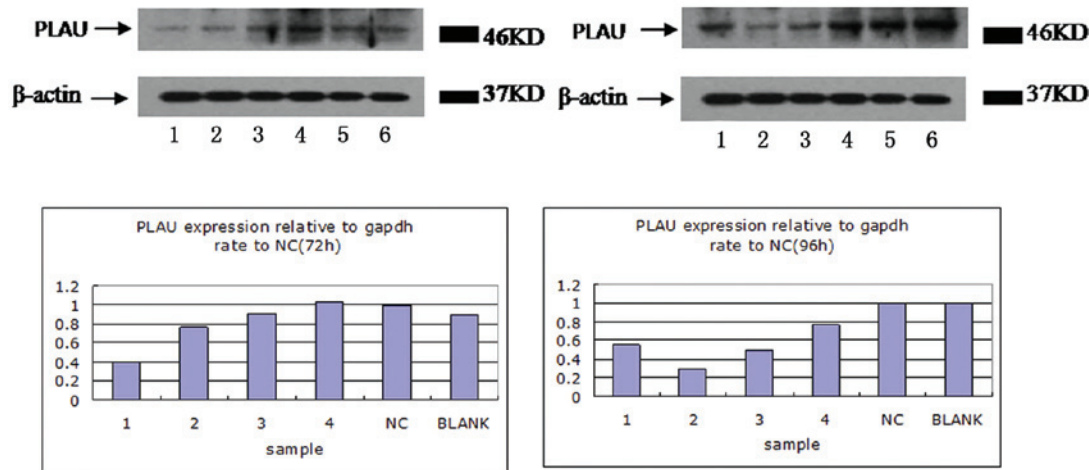 PLAU
46KD
β-actin
37KD
1 2 3 4 5 6
PLAU
46KD
β-actin
37KD
1 2 3 4 5 6
PLAU expression relative to gapdh
rate to NC(72h)
1.2
1
0.8
0.6
0.4
0.2
0
1 2 3 4 NC BLANK
sample
PLAU expression relative to gapdh
rate to NC(96h)
1.2
1
0.8
0.6
0.4
0.2
0
1 2 3 4 NC BLANK
sample